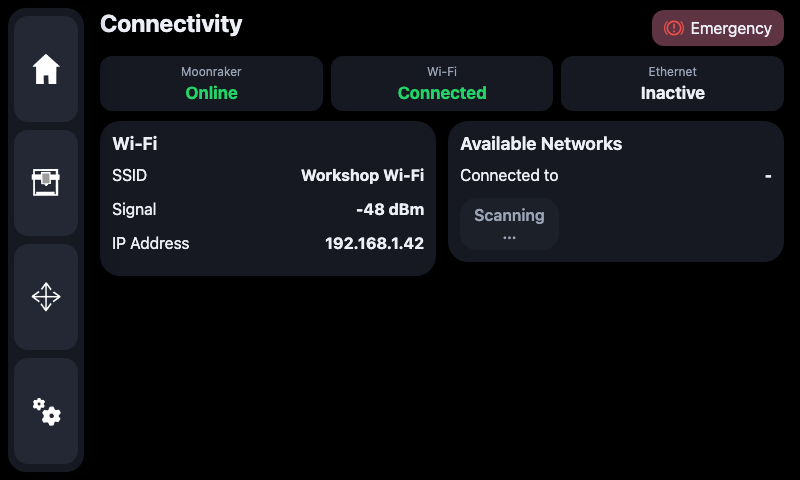 Connectivity
Emergency
Moonraker
Online
Wi-Fi
Connected
Ethernet
Inactive
Wi-Fi
SSID Workshop Wi-Fi
Signal -48 dBm
IP Address 192.168.1.42
Available Networks
Connected to -
Scanning
...